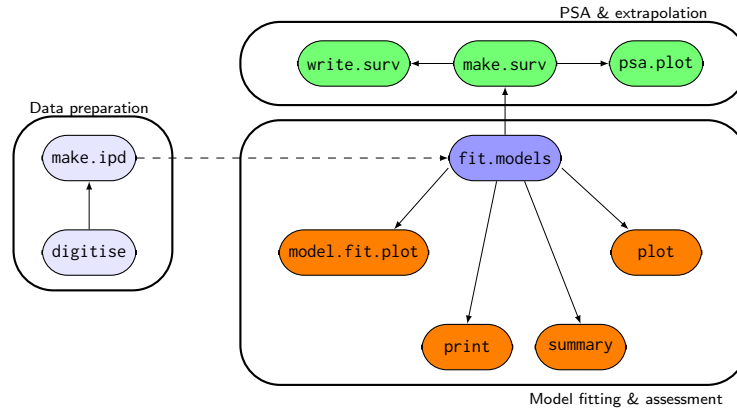 PSA & extrapolation
write.surv
make.surv
psa.plot
Data preparation
make.ipd
fit.models
digitise
model.fit.plot
plot
print
summary
Model fitting & assessment